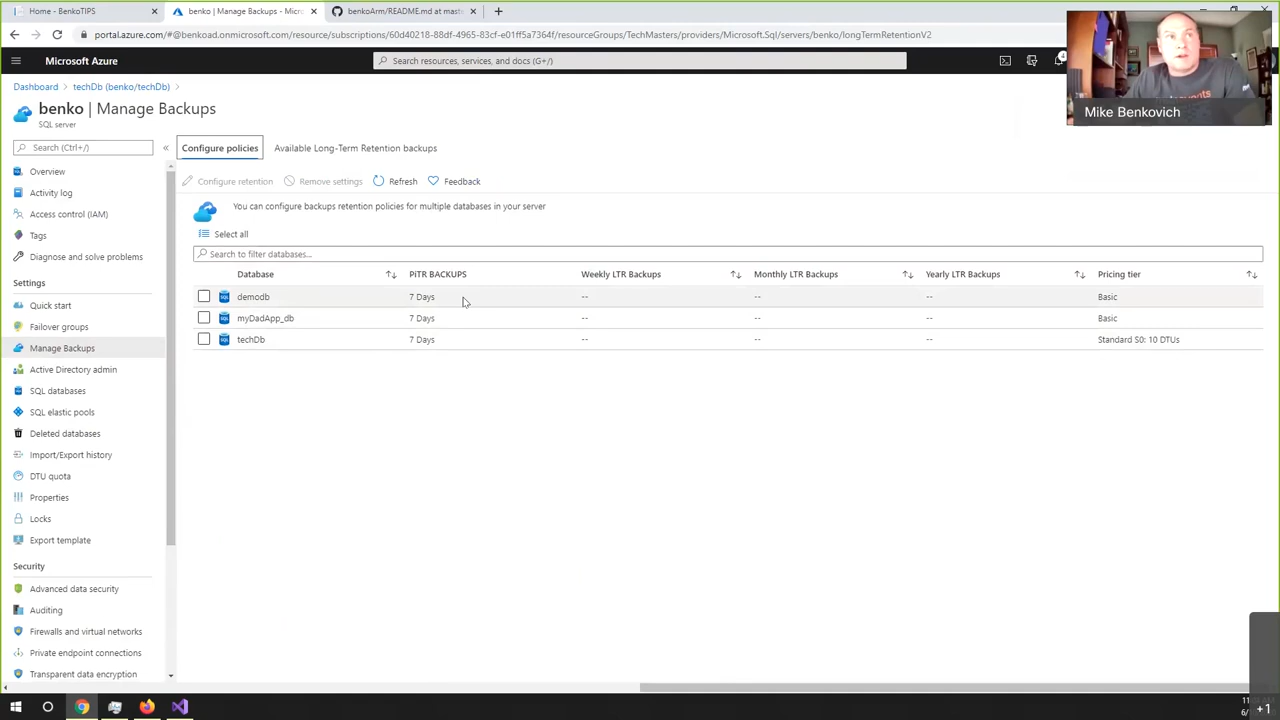 Home - BenkoTIPS
benko | Manage Backups - Micro
benkoArm/README.md at maste
portal.azure.com/#@benkoad.onmicrosoft.com/resource/subscriptions/60d40218-88df-4965-83cf-e01ff5a7364f/resourceGroups/TechMasters/providers/Microsoft.Sql/servers/benko/longTermRetentionV2
Microsoft Azure
Search resources, services, and docs (G+/)
Mike Benkovich
Dashboard > techDb (benko/techDb) >
benko | Manage Backups
SQL server
Search (Ctrl+/)
«
Overview
Activity log
Access control (IAM)
Tags
Diagnose and solve problems
Settings
Quick start
Failover groups
Manage Backups
Active Directory admin
SQL databases
SQL elastic pools
Deleted databases
Import/Export history
DTU quota
Properties
Locks
Export template
Security
Advanced data security
Auditing
Firewalls and virtual networks
Private endpoint connections
Transparent data encryption
Configure policies Available Long-Term Retention backups
Configure retention Remove settings Refresh Feedback
You can configure backups retention policies for multiple databases in your server
Select all
Search to filter databases...
Database PiTR BACKUPS Weekly LTR Backups Monthly LTR Backups Yearly LTR Backups Pricing tier
demodb 7 Days -- -- -- Basic
myDadApp_db 7 Days -- -- -- Basic
techDb 7 Days -- -- -- Standard S0: 10 DTUs
+1